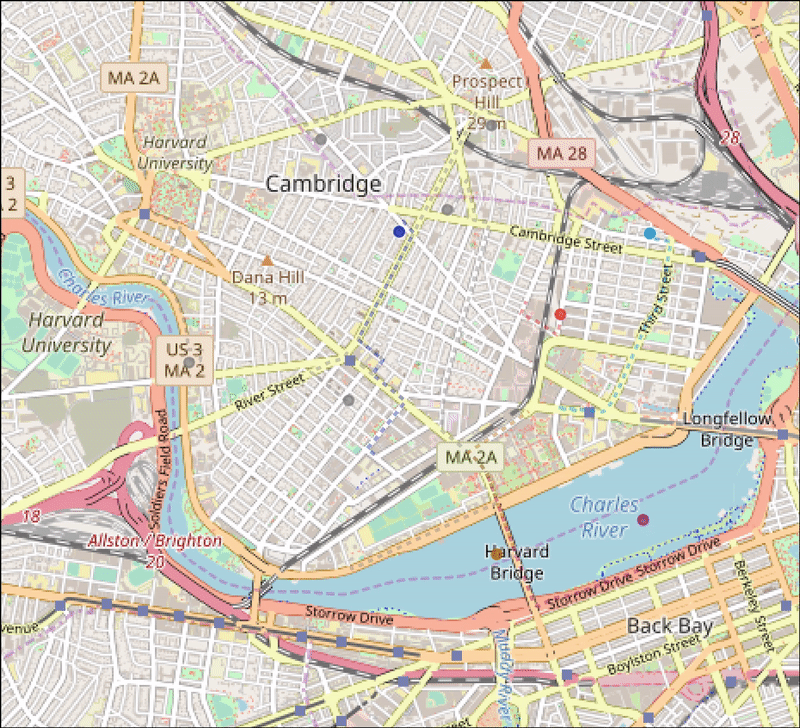 MA 2A
Prospect
Hill
29 m
28
Harvard
University
MA 28
3
2
Cambridge
Cambridge Street
Dana Hill
13 m
Charles River
Third Street
Harvard
University
US 3
MA 2
River Street
Longfellow
Bridge
MA 2A
Soldiers Field Road
Charles
River
18
Allston / Brighton
20
Harvard
Bridge
Storrow Drive
Storrow Drive
Storrow Drive
Berkeley Street
venue
Back Bay
Muddy River
Boylston Street
eet